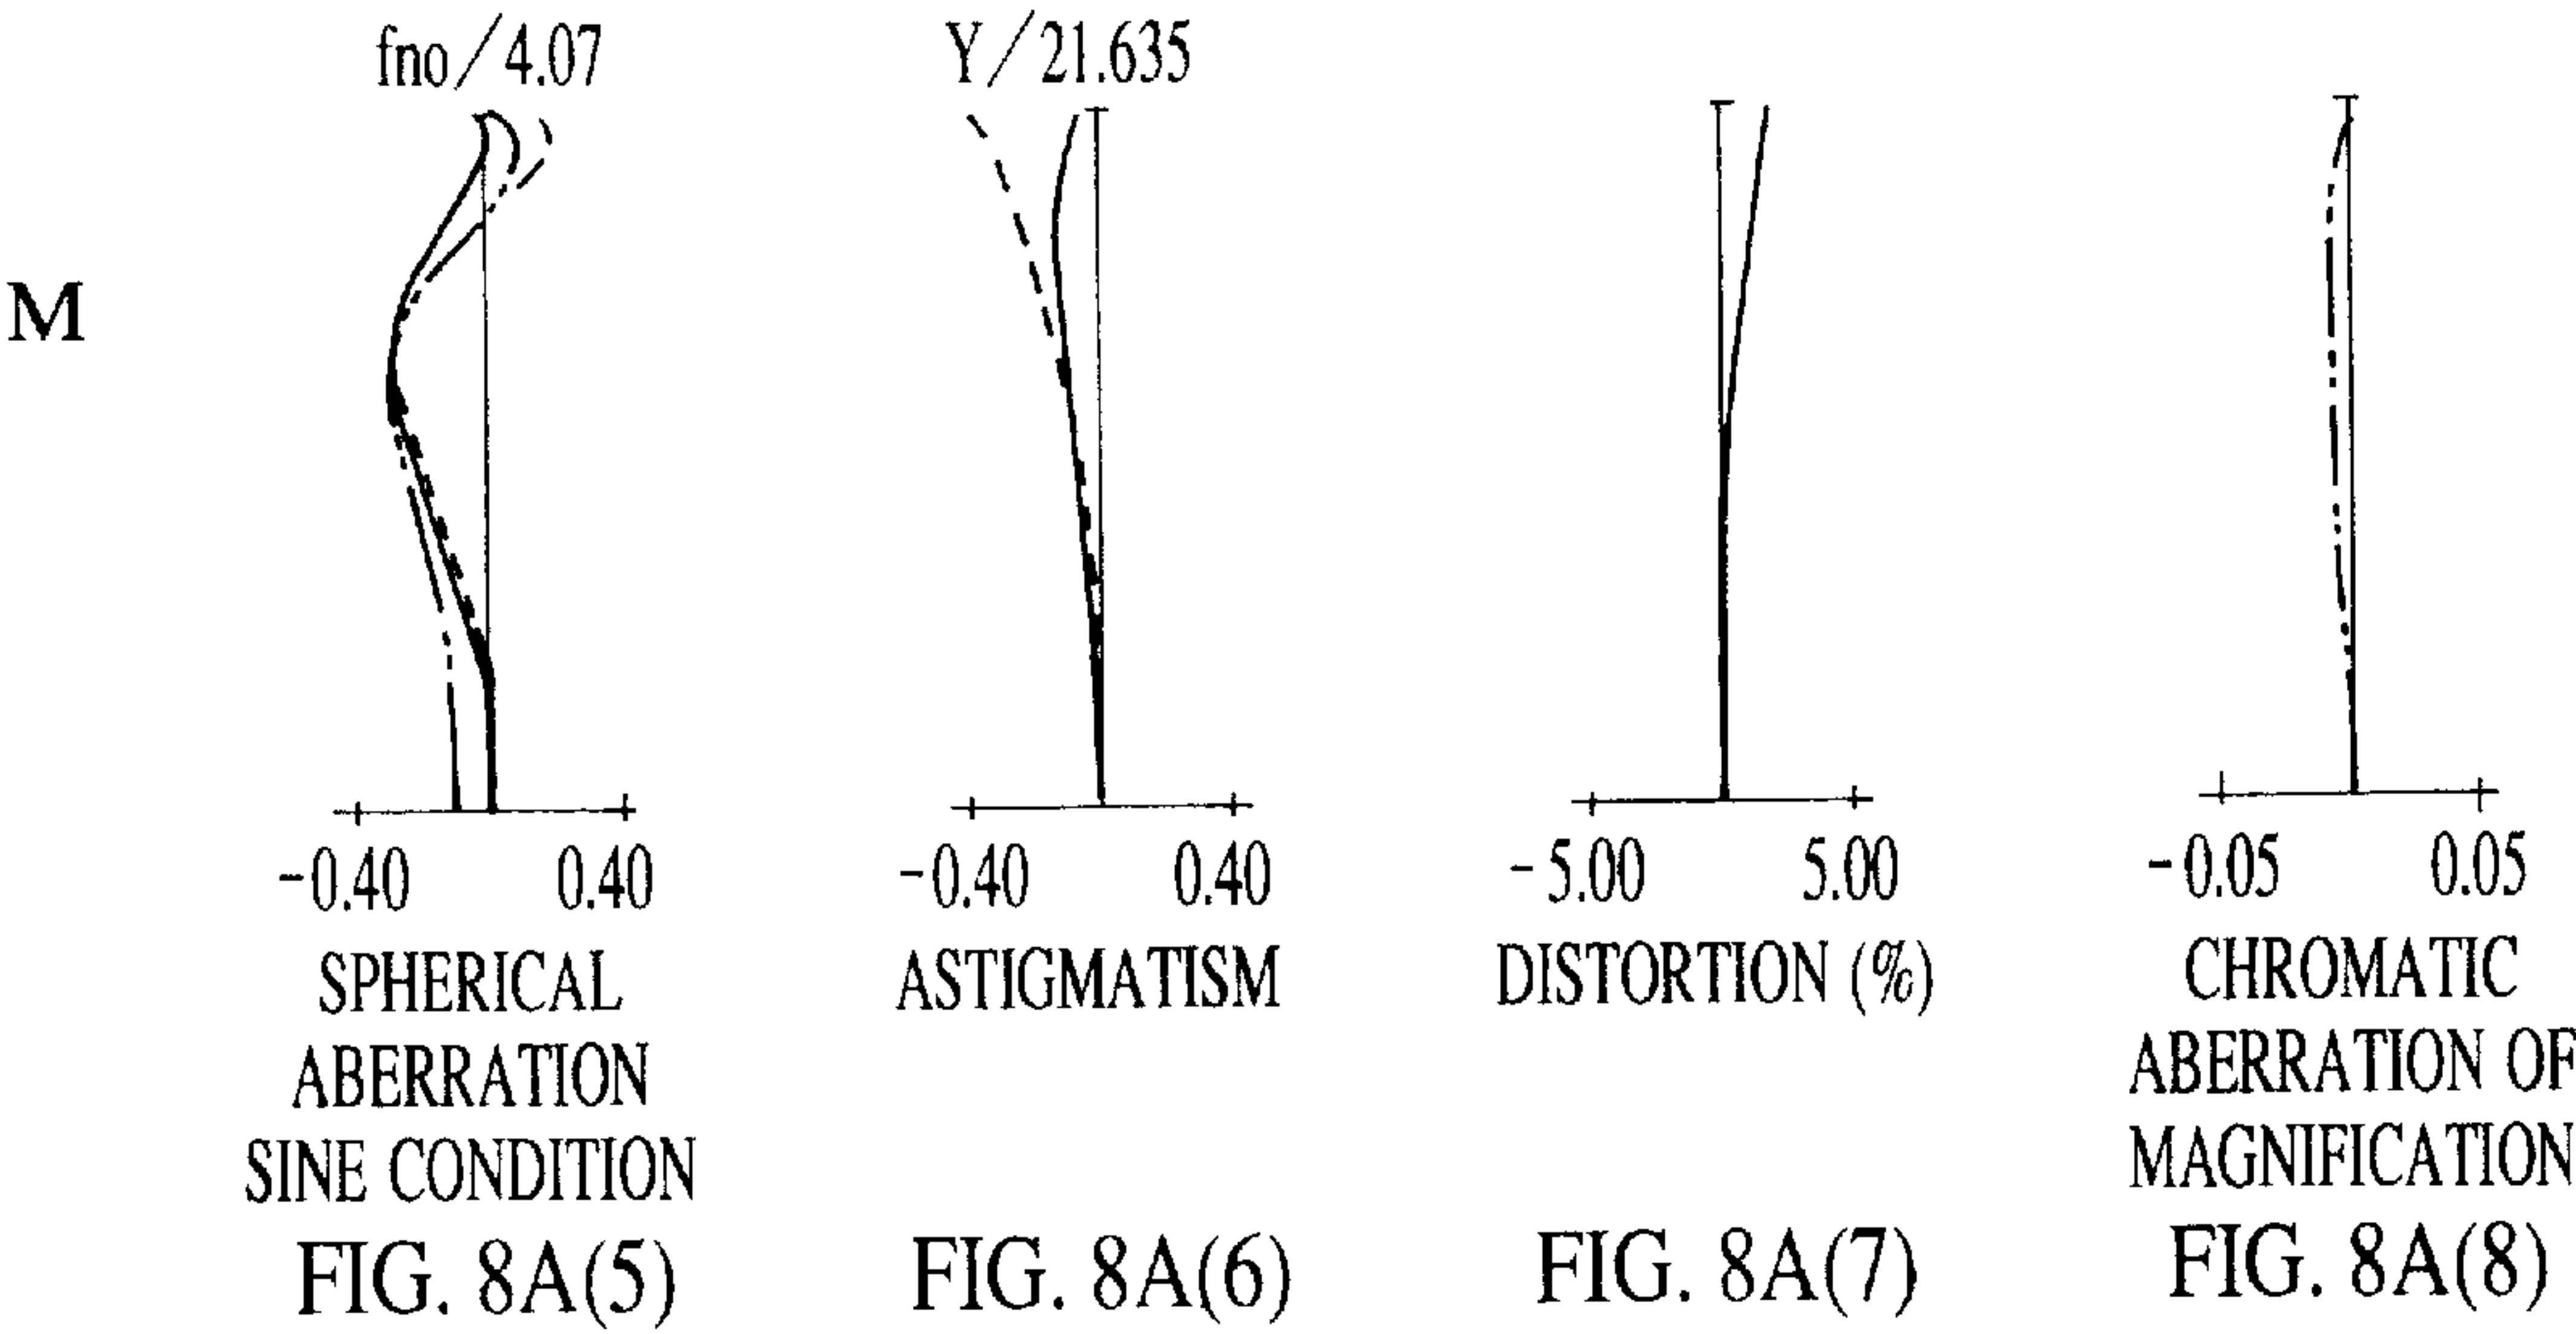 fno/4.07
Y/21.635
M
-0.40 0.40
-0.40 0.40
-5.00 5.00
-0.05 0.05
SPHERICAL
ABERRATION
SINE CONDITION
ASTIGMATISM
DISTORTION (%)
CHROMATIC
ABERRATION OF
MAGNIFICATION
FIG. 8A(5)
FIG. 8A(6)
FIG. 8A(7)
FIG. 8A(8)